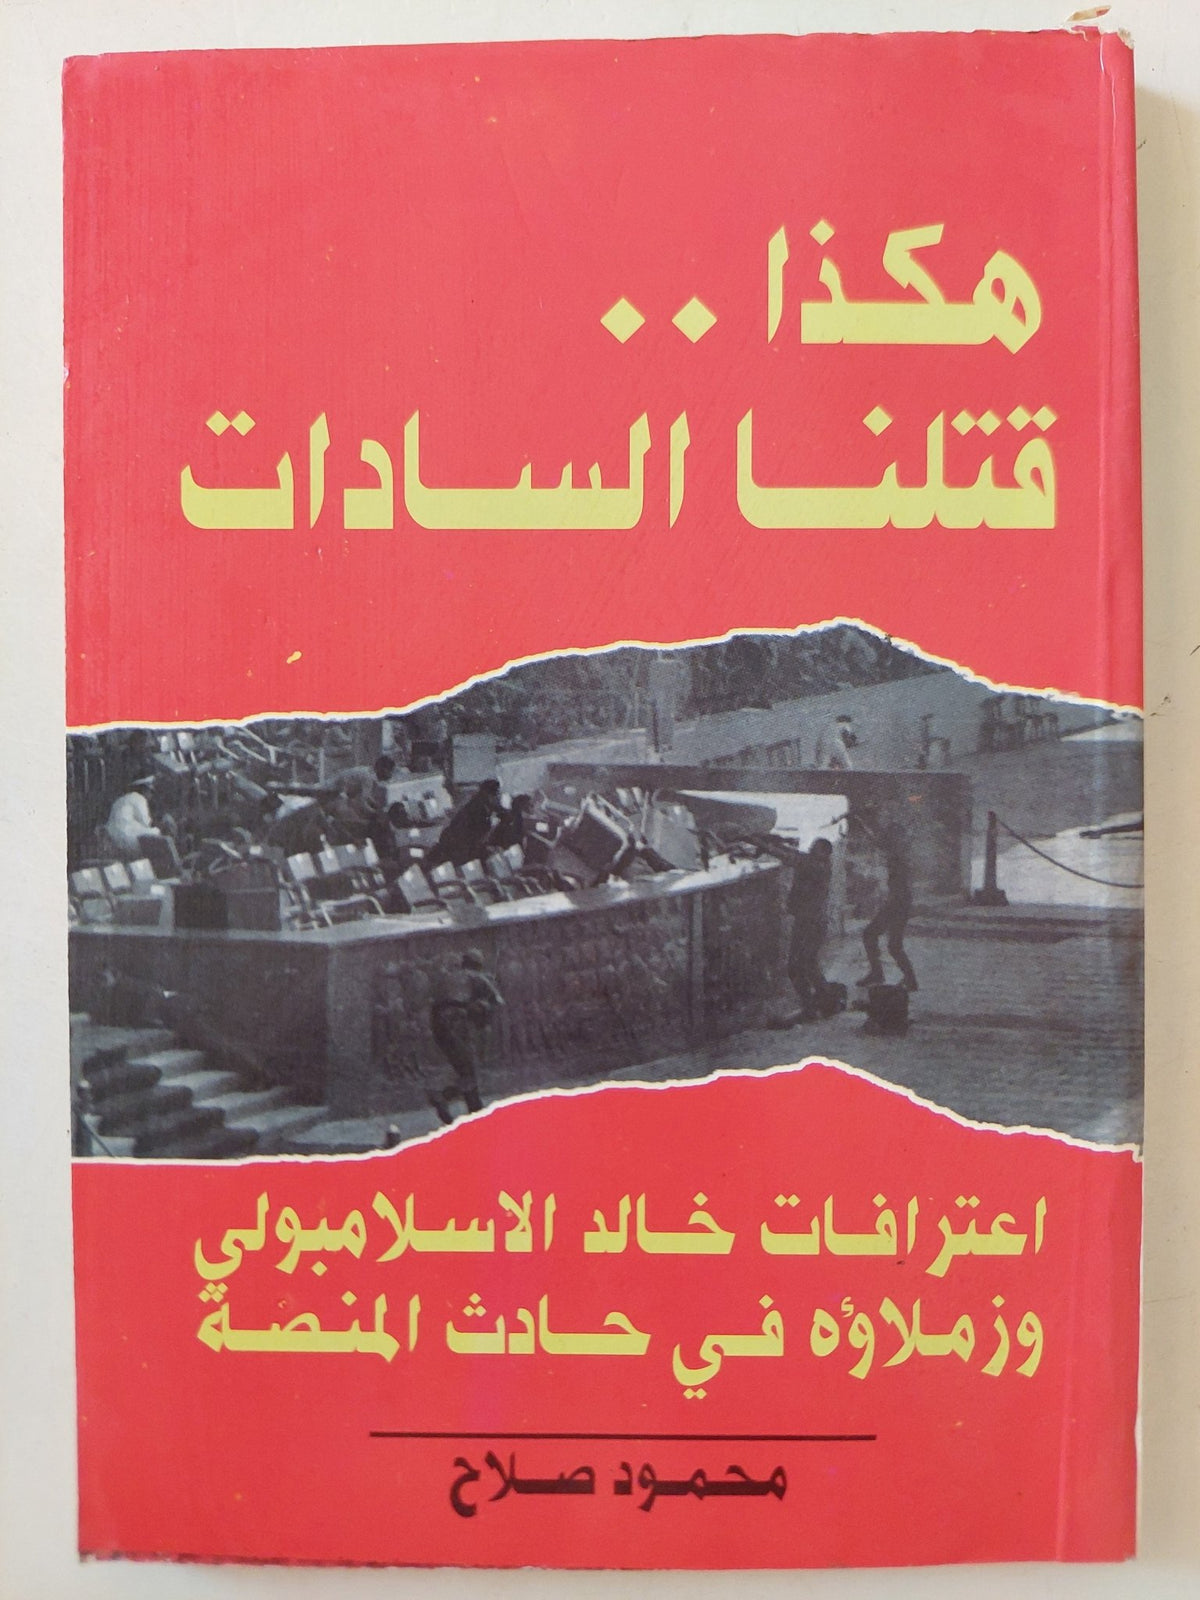 هكذا ..
قتلنا السادات
اعترافات خالد الاسلامبولي
وزملاؤه في حادث المنصة
محمود صلاح